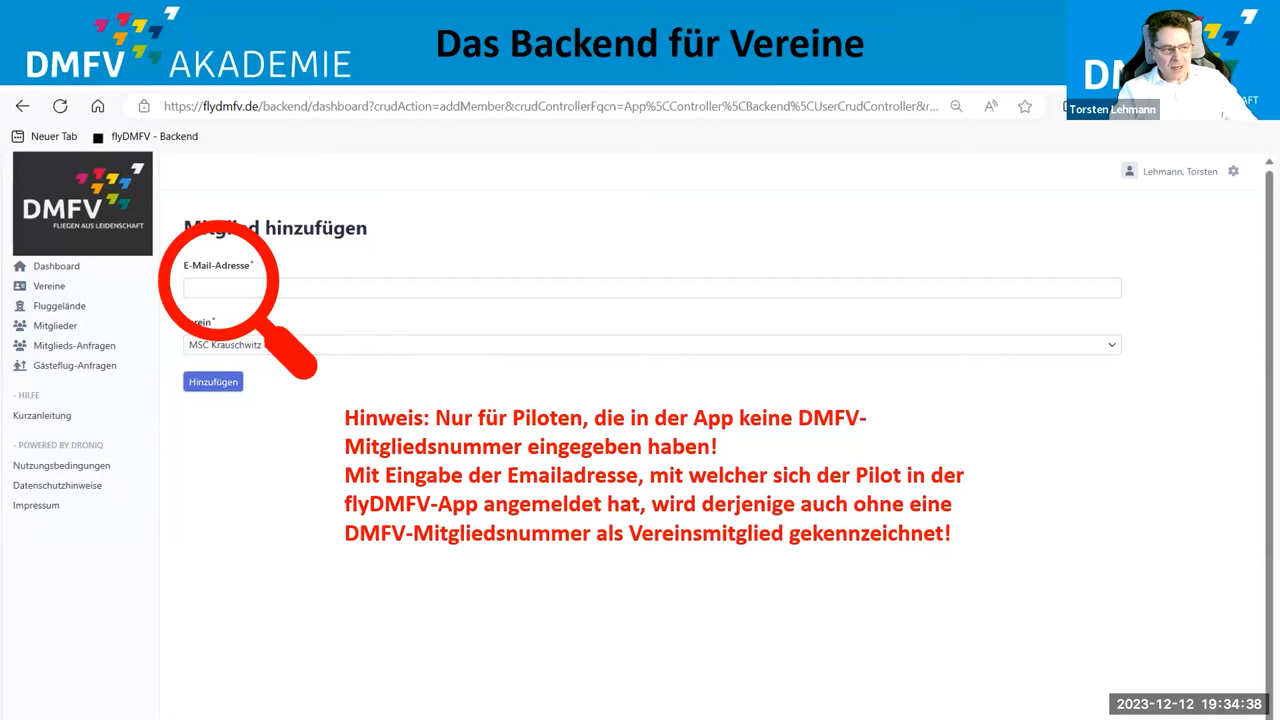 DMFV AKADEMIE
Das Backend für Vereine
Torsten Lehmann
https://flydmfv.de/backend/dashboard?crudAction=addMember&crudControllerFqcn=App%5CController%5CBackend%5CUserCrudController&r...
Neuer Tab
flyDMFV - Backend
DMFV
FLIEGEN AUS LEIDENSCHAFT
Lehmann, Torsten
Mitglied hinzufügen
E-Mail-Adresse*
MSC Krauschwitz
Hinzufügen
Dashboard
Vereine
Fluggelände
Mitglieder
Mitglieds-Anfragen
Gästeflug-Anfragen
- HILFE
Kurzanleitung
- POWERED BY DRONIQ
Nutzungsbedingungen
Datenschutzhinweise
Impressum
Hinweis: Nur für Piloten, die in der App keine DMFV-
Mitgliedsnummer eingegeben haben!
Mit Eingabe der Emailadresse, mit welcher sich der Pilot in der
flyDMFV-App angemeldet hat, wird derjenige auch ohne eine
DMFV-Mitgliedsnummer als Vereinsmitglied gekennzeichnet!
2023-12-12 19:34:38